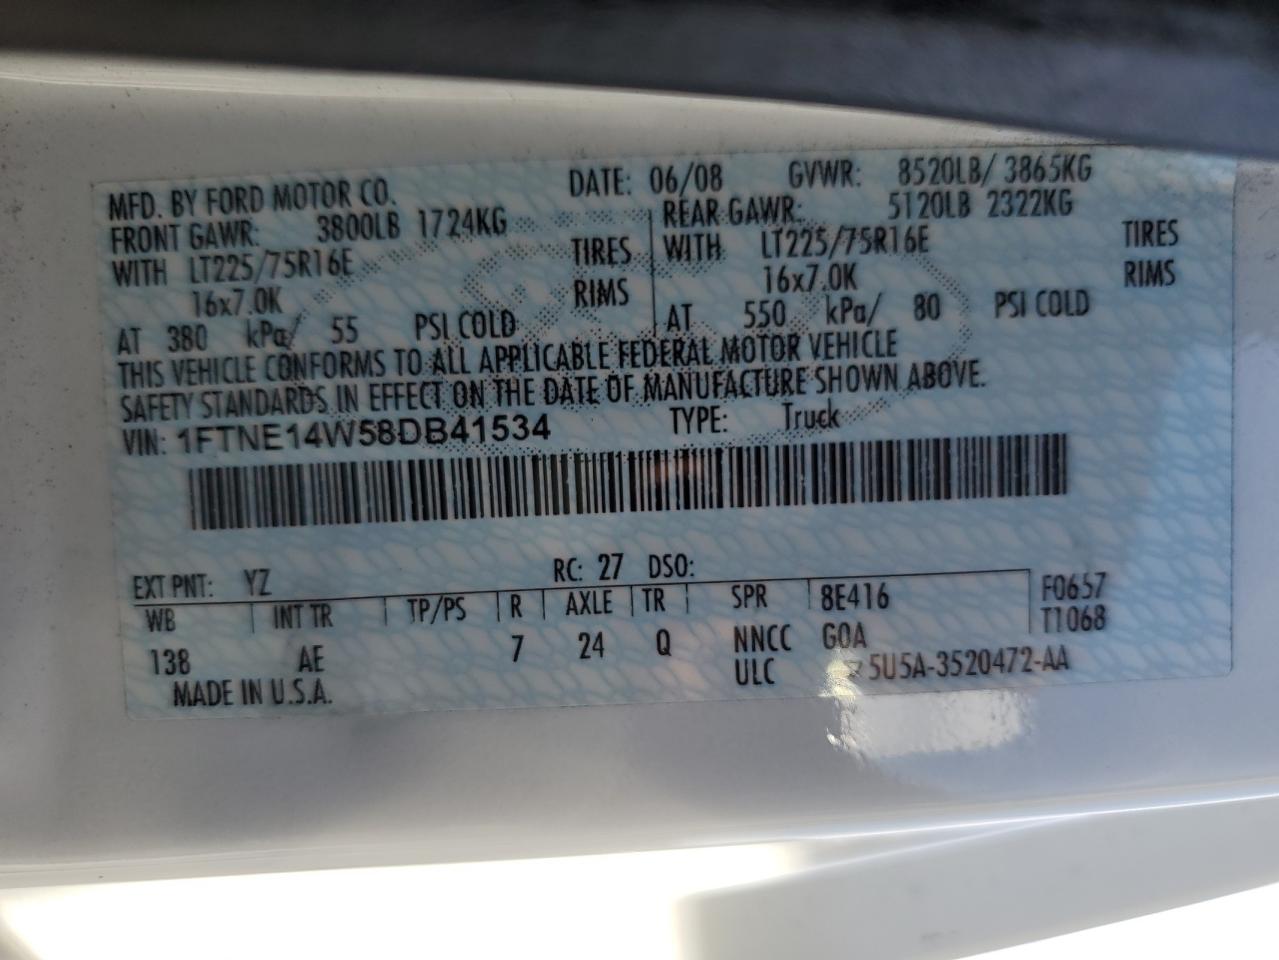 MFD. BY FORD MOTOR CO. DATE: 06/08 GVWR: 8520LB/ 3865KG
FRONT GAWR: 3800LB 1724KG REAR GAWR: 5120LB 2322KG
WITH LT225/75R16E TIRES WITH LT225/75R16E TIRES
16x7.0K RIMS 16x7.0K RIMS
AT 380 kPa/ 55 PSI COLD AT 550 kPa/ 80 PSI COLD
THIS VEHICLE CONFORMS TO ALL APPLICABLE FEDERAL MOTOR VEHICLE
SAFETY STANDARDS IN EFFECT ON THE DATE OF MANUFACTURE SHOWN ABOVE.
VIN: 1FTNE14W58DB41534 TYPE: Truck
EXT PNT: YZ RC: 27 DSO:
WB INT TR TP/PS R AXLE TR SPR 8E416 F0657
138 AE 7 24 Q NNCC GOA T1068
MADE IN U.S.A. ULC 5U5A-3520472-AA